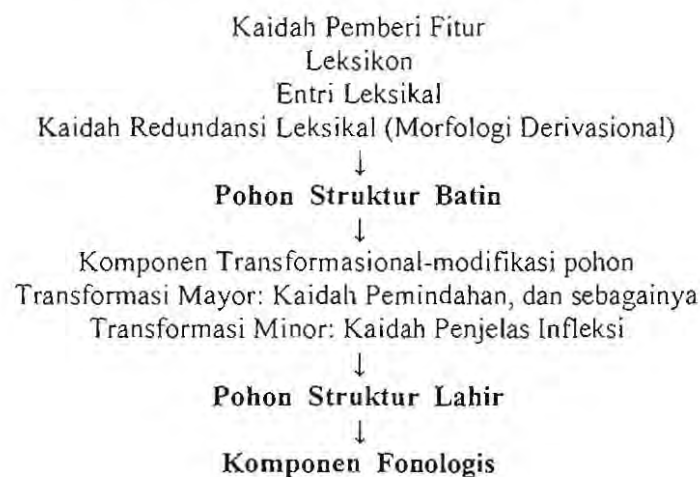 Kaidah Pemberi Fitur
Leksikon
Entri Leksikal
Kaidah Redundansi Leksikal (Morfologi Derivasional)
↓
Pohon Struktur Batin
↓
Komponen Transformasional-modifikasi pohon
Transformasi Mayor: Kaidah Pemindahan, dan sebagainya
Transformasi Minor: Kaidah Penjelas Infleksi
↓
Pohon Struktur Lahir
↓
Komponen Fonologis